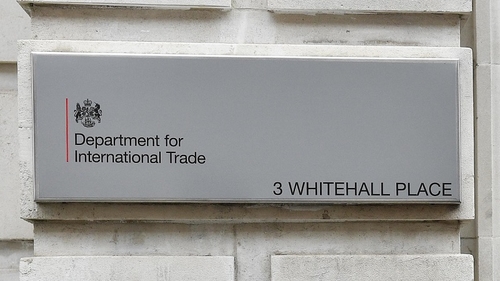 Department for
International Trade
3 WHITEHALL PLACE